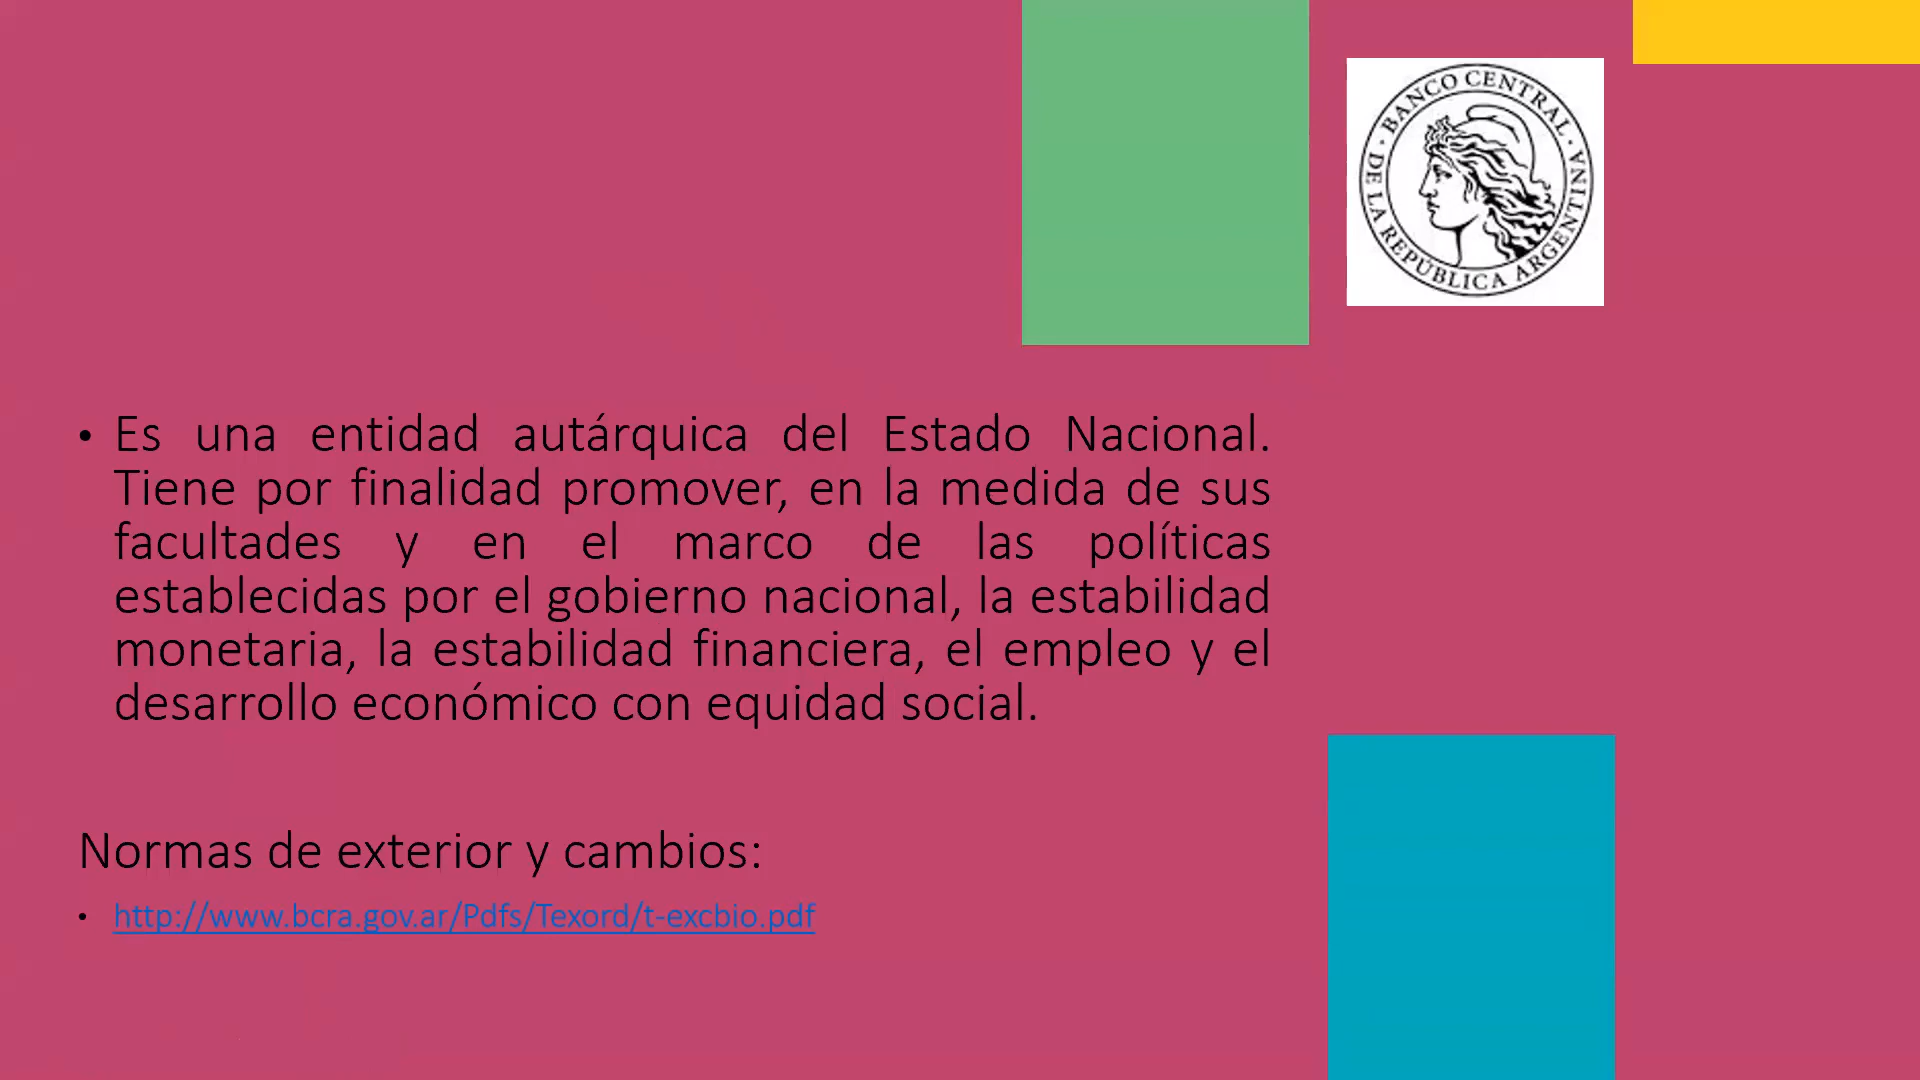 BANCO CENTRAL
DE LA REPÚBLICA ARGENTINA
• Es una entidad autárquica del Estado Nacional.
Tiene por finalidad promover, en la medida de sus
facultades y en el marco de las políticas
establecidas por el gobierno nacional, la estabilidad
monetaria, la estabilidad financiera, el empleo y el
desarrollo económico con equidad social.
Normas de exterior y cambios:
• http://www.bcra.gov.ar/Pdfs/Texord/t-excbio.pdf